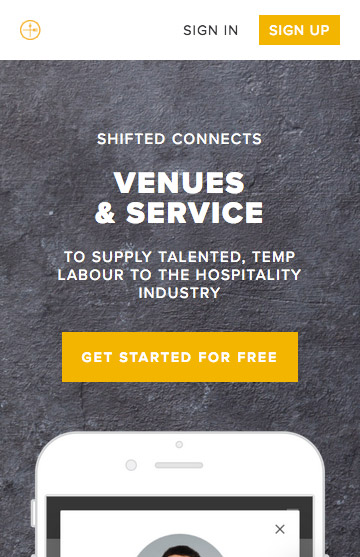 SIGN IN
SIGN UP
SHIFTED CONNECTS
VENUES
& SERVICE
TO SUPPLY TALENTED, TEMP
LABOUR TO THE HOSPITALITY
INDUSTRY
GET STARTED FOR FREE